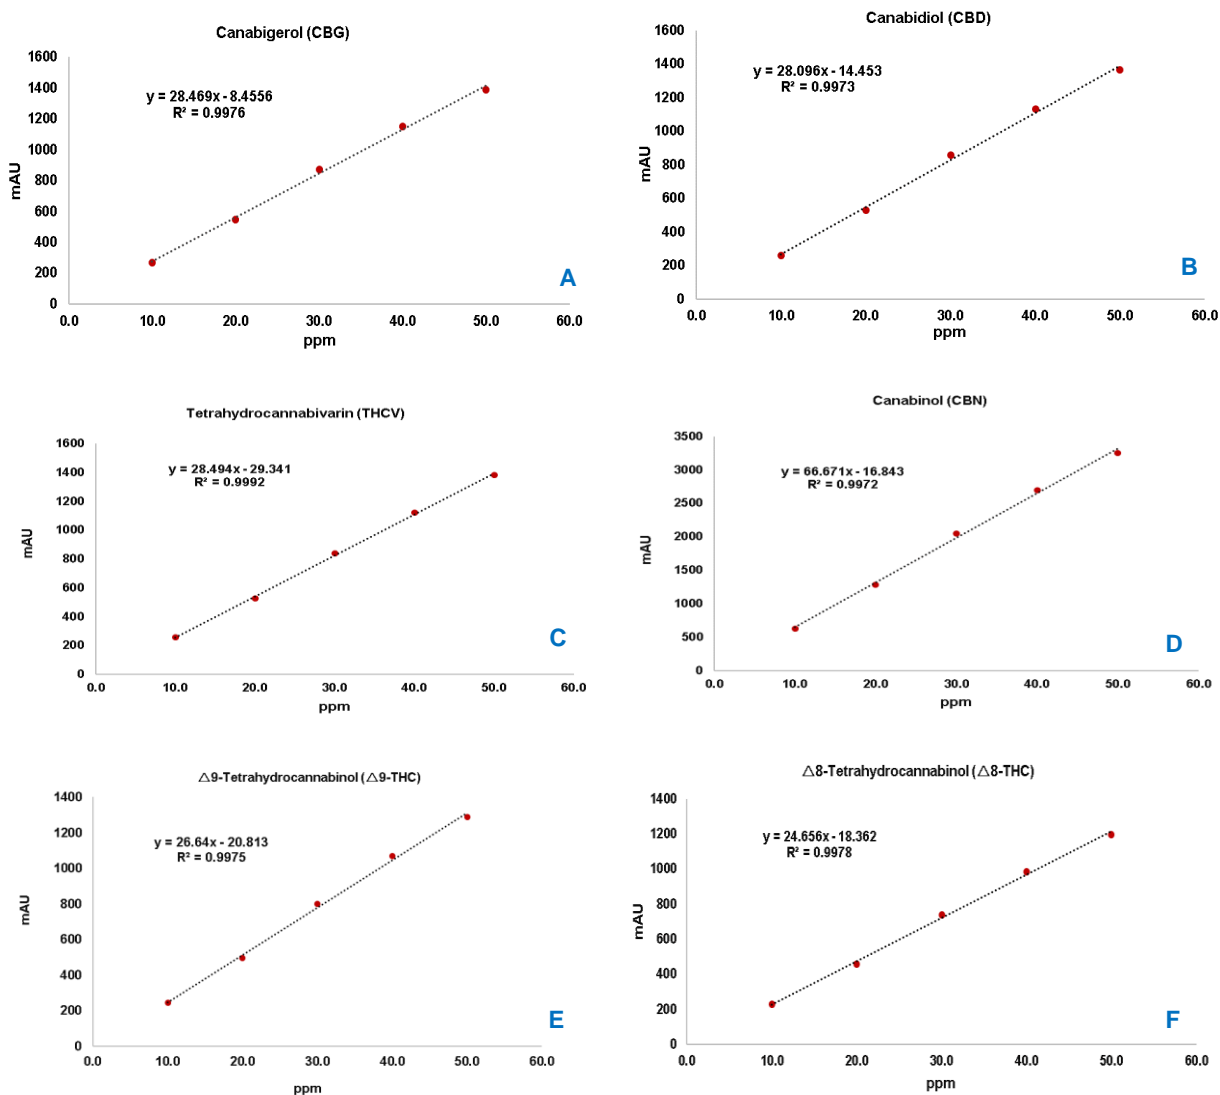 Canabigerol (CBG)
1600
1400
1200
1000
800
600
400
200
0
mAU
y = 28.469x - 8.4556
R² = 0.9976
A
0.0 10.0 20.0 30.0 40.0 50.0 60.0
ppm
Canabidiol (CBD)
1600
1400
1200
1000
800
600
400
200
0
mAU
y = 28.096x - 14.453
R² = 0.9973
B
0.0 10.0 20.0 30.0 40.0 50.0 60.0
ppm
Tetrahydrocannabivarin (THCV)
1600
1400
1200
1000
800
600
400
200
0
mAU
y = 28.494x - 29.341
R² = 0.9992
C
0.0 10.0 20.0 30.0 40.0 50.0 60.0
ppm
Canabinol (CBN)
3500
3000
2500
2000
1500
1000
500
0
mAU
y = 66.671x - 16.843
R² = 0.9972
D
0.0 10.0 20.0 30.0 40.0 50.0 60.0
ppm
△9-Tetrahydrocannabinol (△9-THC)
1400
1200
1000
800
600
400
200
0
mAU
y = 26.64x - 20.813
R² = 0.9975
E
0.0 10.0 20.0 30.0 40.0 50.0 60.0
ppm
△8-Tetrahydrocannabinol (△8-THC)
1400
1200
1000
800
600
400
200
0
mAU
y = 24.656x - 18.362
R² = 0.9978
F
0.0 10.0 20.0 30.0 40.0 50.0 60.0
ppm